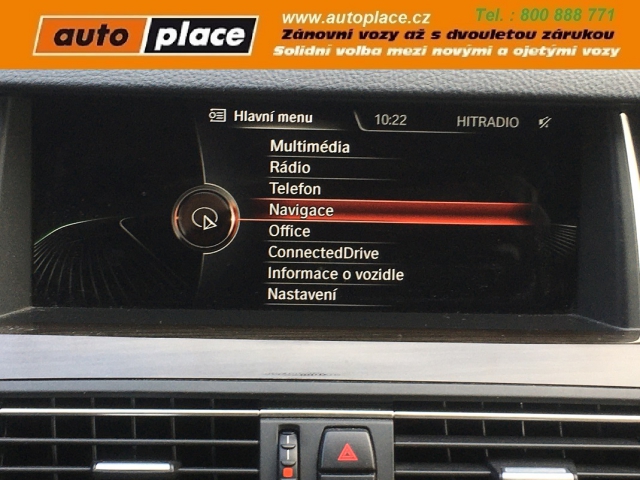 auto place
www.autoplace.cz
Tel. : 800 888 771
Zánovní vozy až s dvouletou zárukou
Solidní volba mezi novými a ojetými vozy
Hlavní menu
10:22
HITRADIO
Multimédia
Rádio
Telefon
Navigace
Office
ConnectedDrive
Informace o vozidle
Nastavení